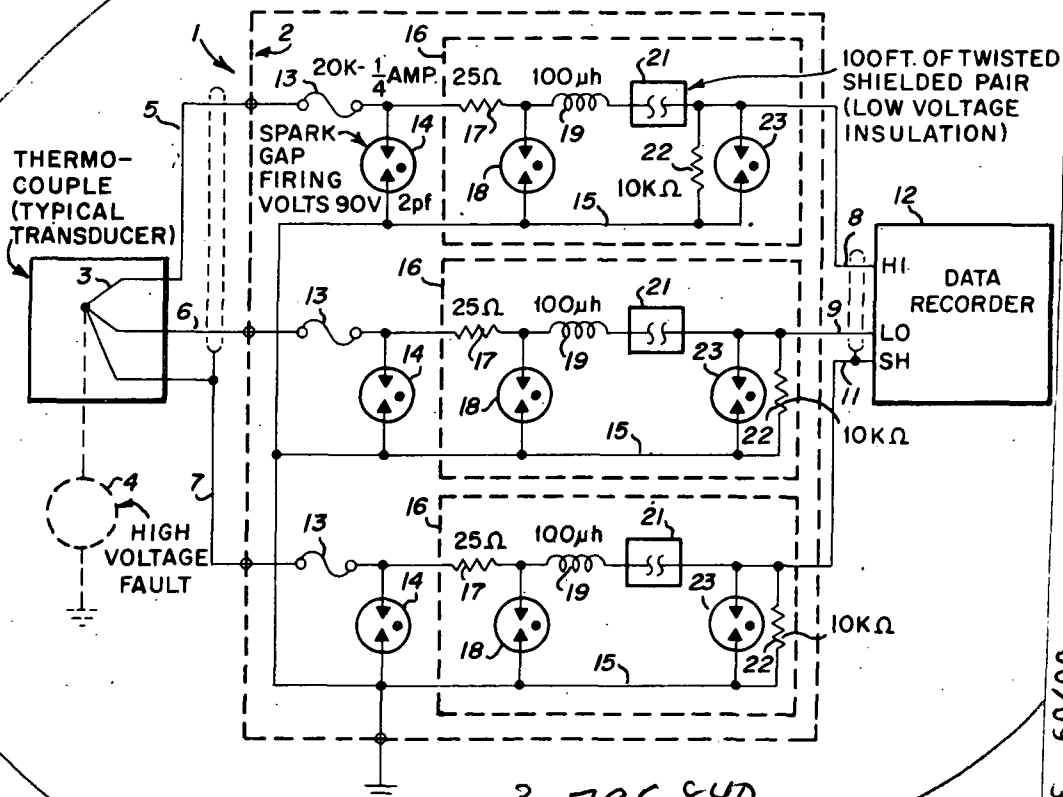 1
2
16
13
20K-1/4 AMP.
25Ω
100μh
21
100FT. OF TWISTED
SHIELDED PAIR
(LOW VOLTAGE
INSULATION)
5
17
19
SPARK
GAP
FIRING
VOLTS 90V
14
2pf
18
22
10KΩ
23
15
THERMO-
COUPLE
(TYPICAL
TRANSDUCER)
3
6
12
8
HI
DATA
RECORDER
9
LO
SH
11
16
13
25Ω
100μh
21
17
19
14
18
23
22
10KΩ
15
4
HIGH
VOLTAGE
FAULT
7
16
13
25Ω
100μh
21
17
19
14
18
23
22
10KΩ
15